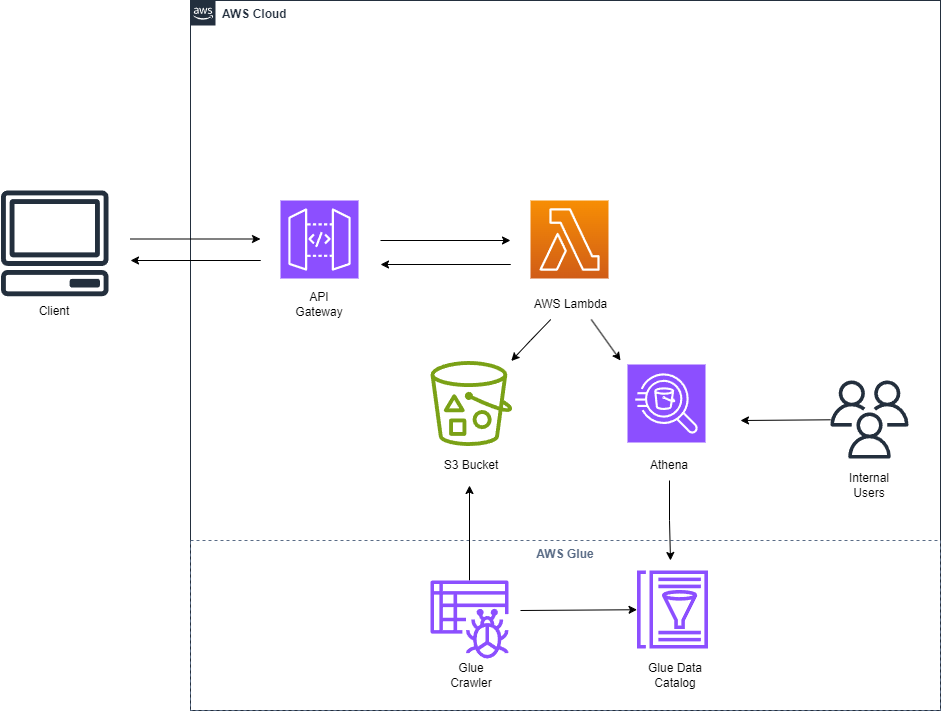 aws
AWS Cloud
Client
API
Gateway
</>
AWS Lambda
S3 Bucket
Athena
Internal
Users
AWS Glue
Glue
Crawler
Glue Data
Catalog